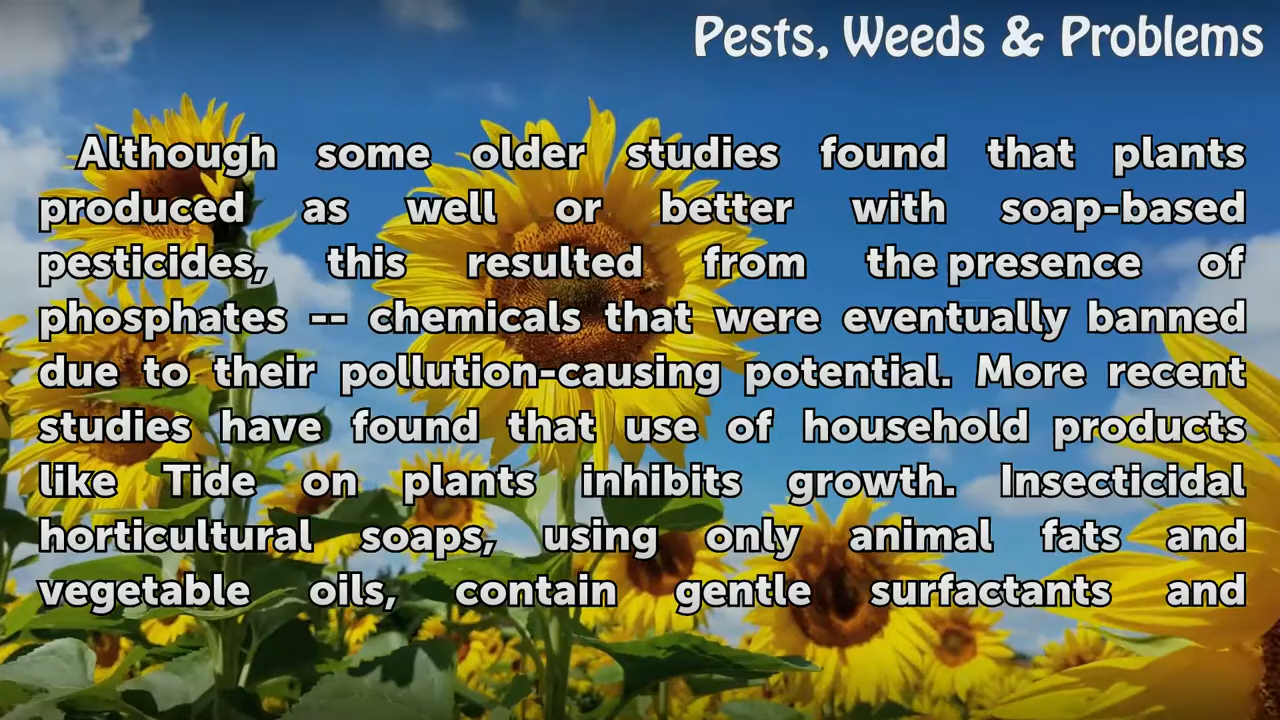 Pests, Weeds & Problems
Although some older studies found that plants
produced as well or better with soap-based
pesticides, this resulted from the presence of
phosphates -- chemicals that were eventually banned
due to their pollution-causing potential. More recent
studies have found that use of household products
like Tide on plants inhibits growth. Insecticidal
horticultural soaps, using only animal fats and
vegetable oils, contain gentle surfactants and